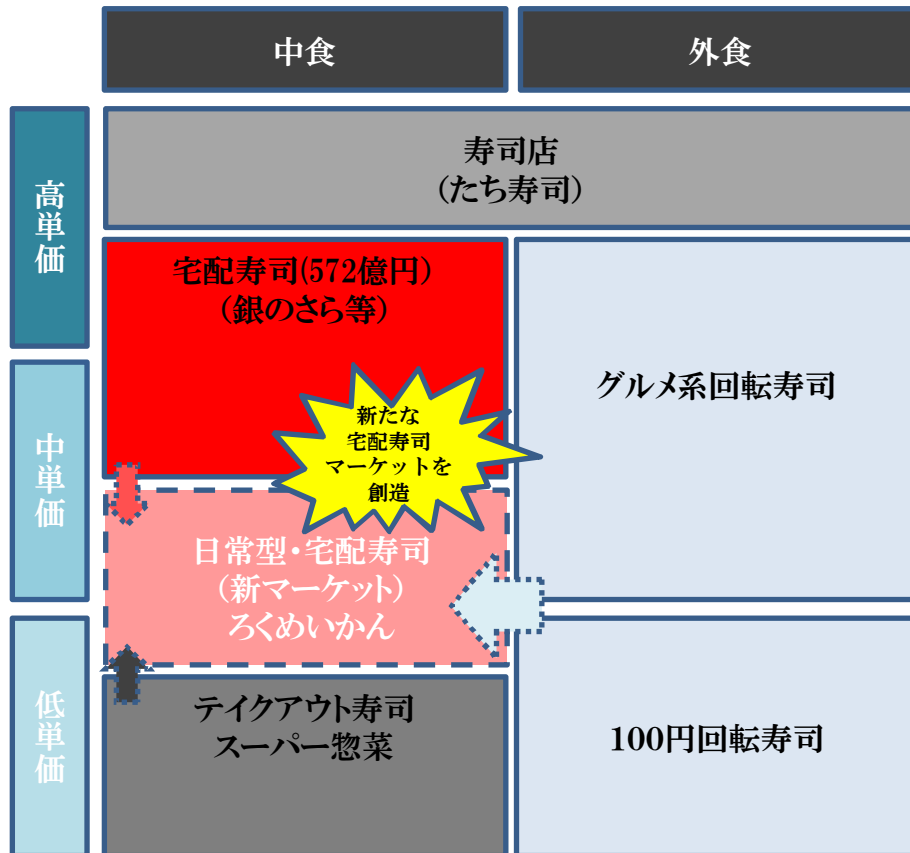 中食
外食
高単価
寿司店
(たち寿司)
宅配寿司(572億円)
(銀のさら等)
グルメ系回転寿司
中単価
新たな
宅配寿司
マーケットを
創造
日常型・宅配寿司
(新マーケット)
ろくめいかん
低単価
テイクアウト寿司
スーパー惣菜
100円回転寿司